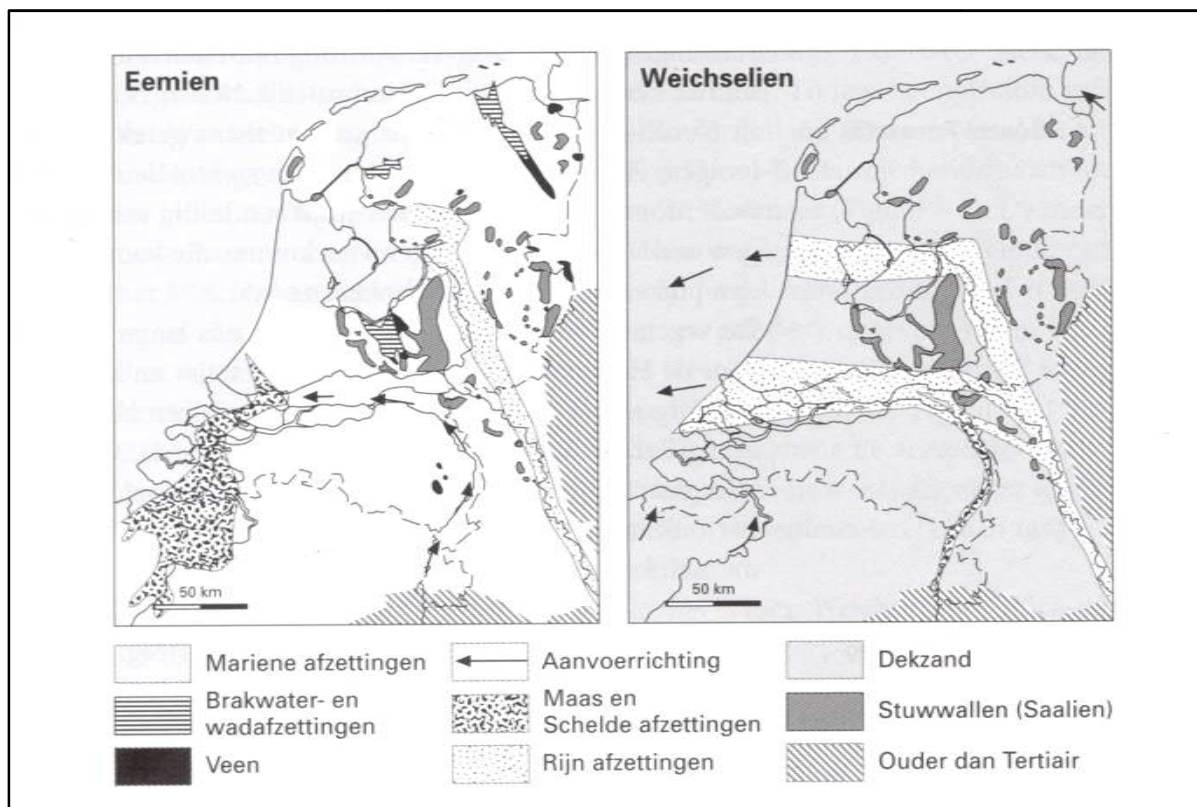 Eemien
Weichselien
50 km
50 km
Mariene afzettingen
Aanvoerrichting
Dekzand
Brakwater- en
wadafzettingen
Maas en
Schelde afzettingen
Stuwwallen (Saalien)
Veen
Rijn afzettingen
Ouder dan Tertiair